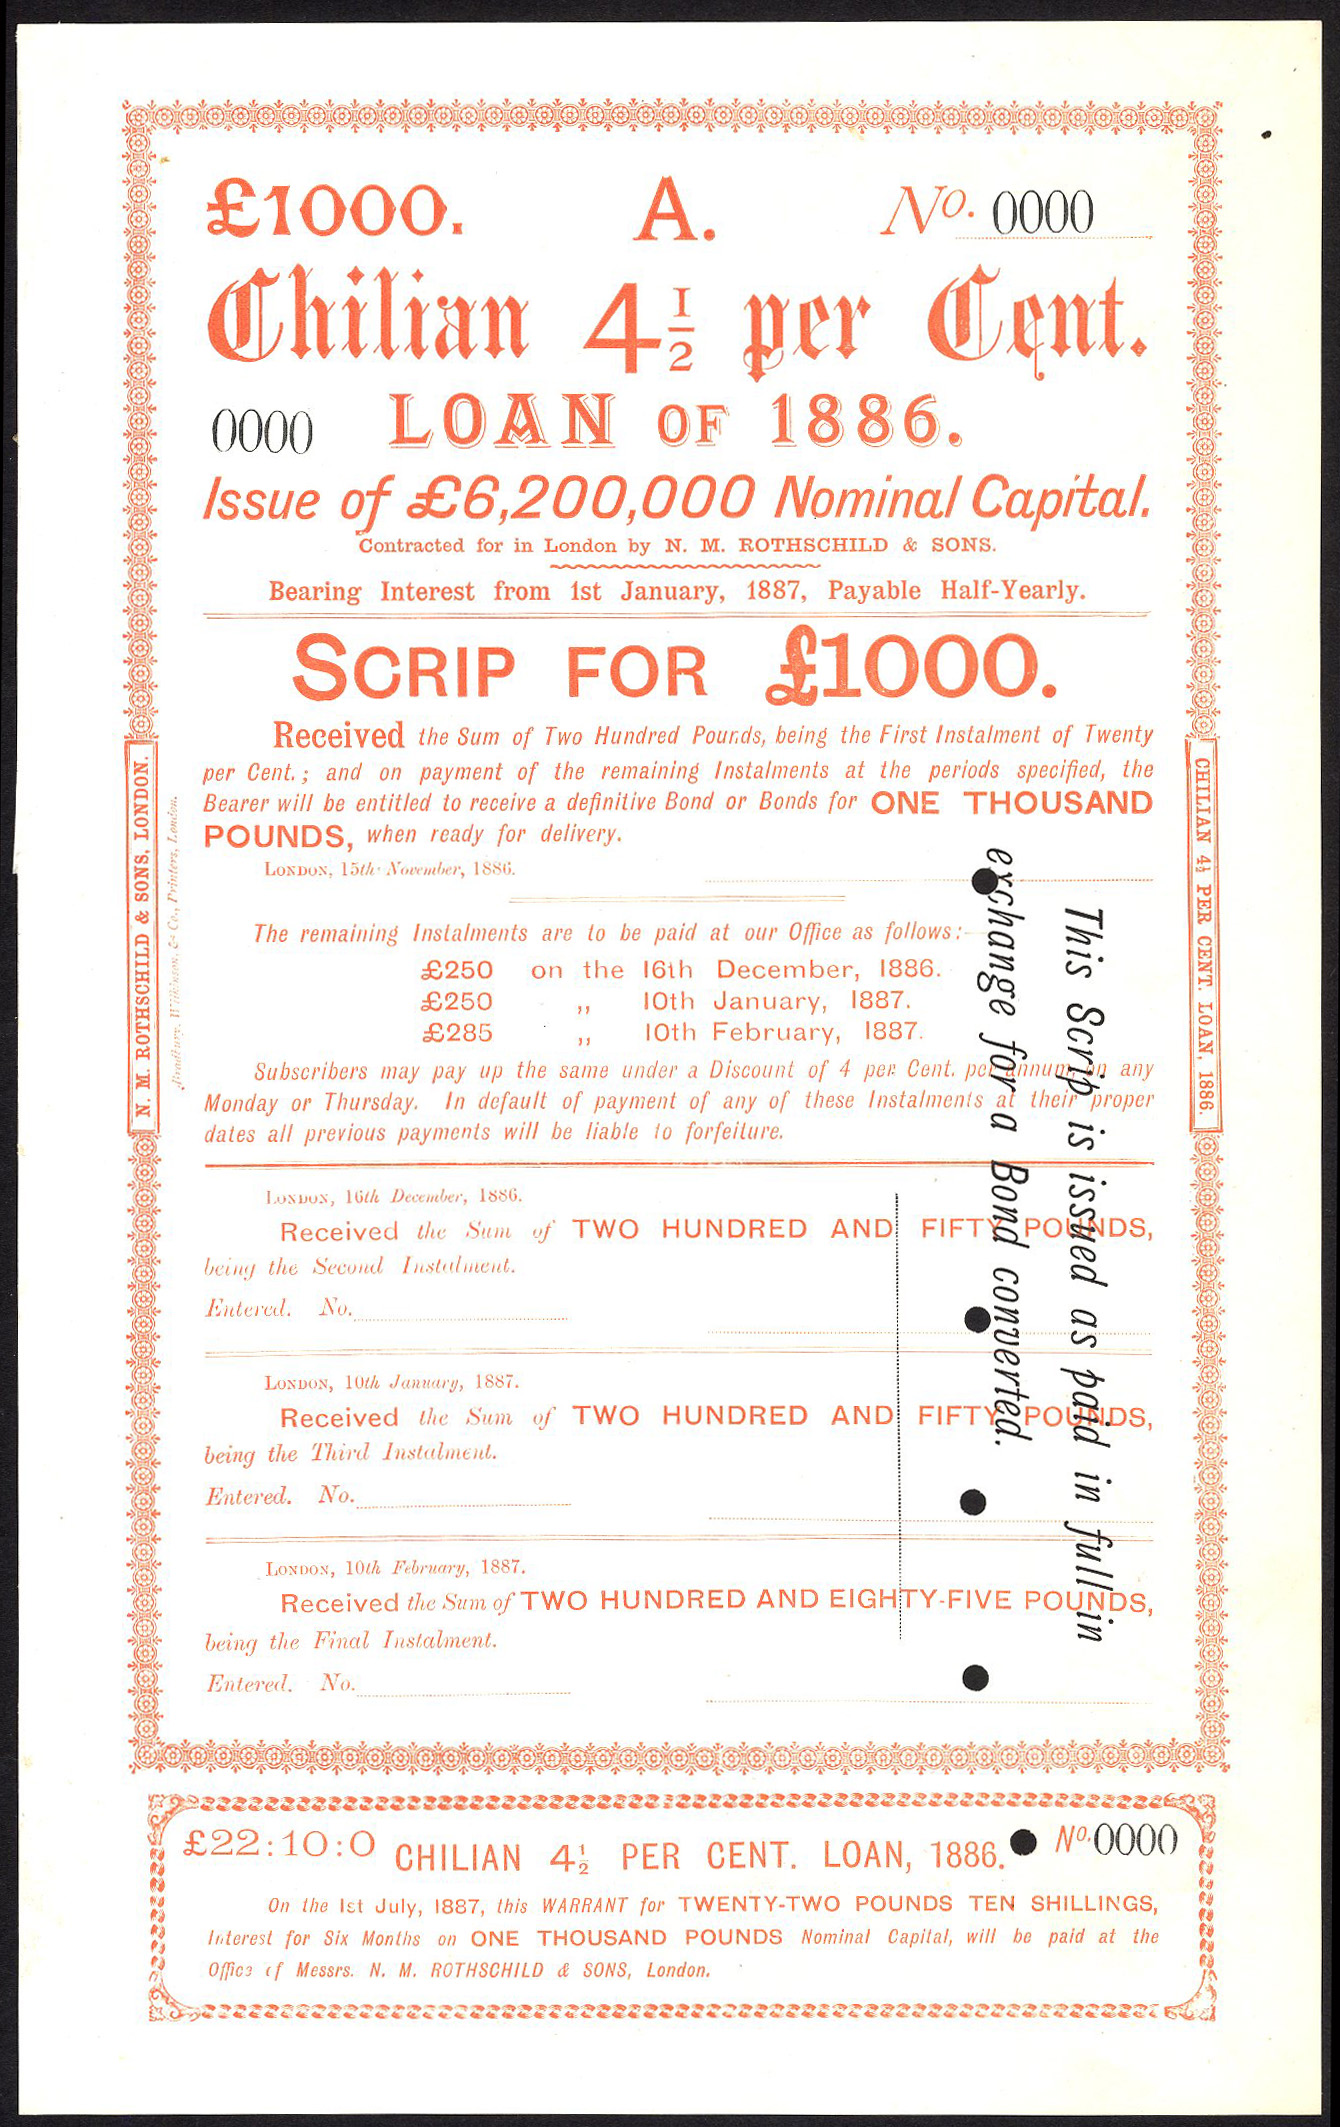 £1000. A. No. 0000
Chilian 4 1/2 per Cent.
0000 LOAN OF 1886.
Issue of £6,200,000 Nominal Capital.
Contracted for in London by N. M. ROTHSCHILD & SONS.
Bearing Interest from 1st January, 1887, Payable Half-Yearly.
SCRIP FOR £1000.
Received the Sum of Two Hundred Pounds, being the First Instalment of Twenty
per Cent.; and on payment of the remaining Instalments at the periods specified, the
Bearer will be entitled to receive a definitive Bond or Bonds for ONE THOUSAND
POUNDS, when ready for delivery.
LONDON, 15th November, 1886.
The remaining Instalments are to be paid at our Office as follows:-
£250 on the 16th December, 1886.
£250 ,, 10th January, 1887.
£285 ,, 10th February, 1887.
Subscribers may pay up the same under a Discount of 4 per Cent. per annum, on any
Monday or Thursday. In default of payment of any of these Instalments at their proper
dates all previous payments will be liable to forfeiture.
LONDON, 16th December, 1886.
Received the Sum of TWO HUNDRED AND FIFTY POUNDS,
being the Second Instalment.
Entered. No.
LONDON, 10th January, 1887.
Received the Sum of TWO HUNDRED AND FIFTY POUNDS,
being the Third Instalment.
Entered. No.
LONDON, 10th February, 1887.
Received the Sum of TWO HUNDRED AND EIGHTY-FIVE POUNDS,
being the Final Instalment.
Entered. No.
This Scrip is issued as paid in full in
exchange for a Bond converted.
N. M. ROTHSCHILD & SONS, LONDON.
Bradbury, Wilkinson, & Co., Printers, London.
CHILIAN 4½ PER CENT. LOAN, 1886.
£22:10:0 CHILIAN 4½ PER CENT. LOAN, 1886. No. 0000
On the 1st July, 1887, this WARRANT for TWENTY-TWO POUNDS TEN SHILLINGS,
Interest for Six Months on ONE THOUSAND POUNDS Nominal Capital, will be paid at the
Office of Messrs. N. M. ROTHSCHILD & SONS, London.